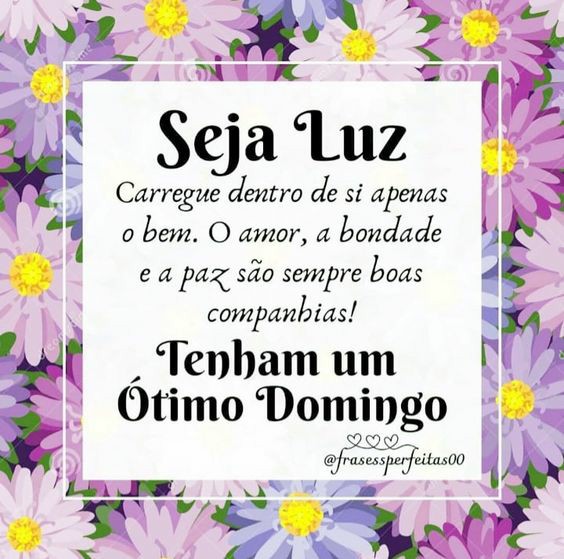 Seja Luz
Carregue dentro de si apenas
o bem. O amor, a bondade
e a paz são sempre boas
companhias!
Tenham um
Ótimo Domingo
@frasessperfeitas00